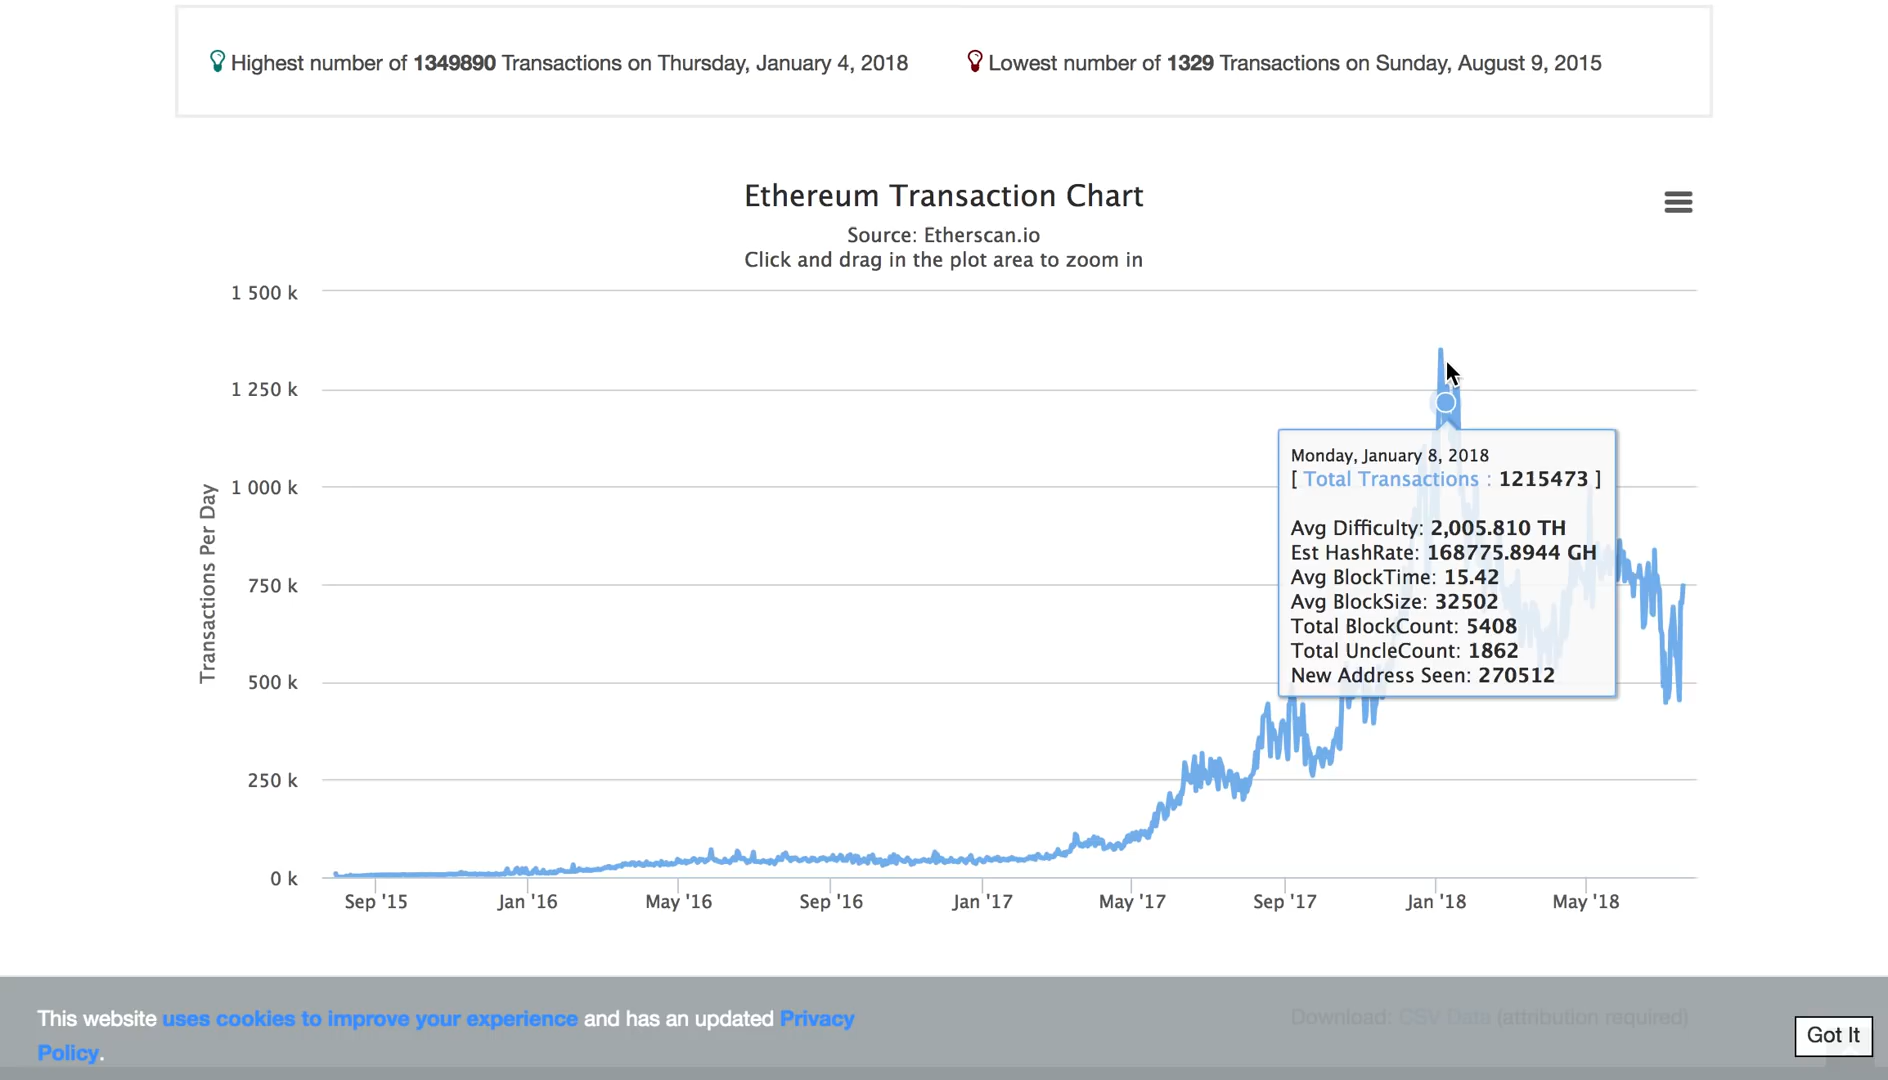 Highest number of 1349890 Transactions on Thursday, January 4, 2018
Lowest number of 1329 Transactions on Sunday, August 9, 2015
Ethereum Transaction Chart
Source: Etherscan.io
Click and drag in the plot area to zoom in
Transactions Per Day
1 500 k
1 250 k
1 000 k
750 k
500 k
250 k
0 k
Monday, January 8, 2018
[ Total Transactions : 1215473 ]
Avg Difficulty: 2,005.810 TH
Est HashRate: 168775.8944 GH
Avg BlockTime: 15.42
Avg BlockSize: 32502
Total BlockCount: 5408
Total UncleCount: 1862
New Address Seen: 270512
Sep '15
Jan '16
May '16
Sep '16
Jan '17
May '17
Sep '17
Jan '18
May '18
This website uses cookies to improve your experience and has an updated Privacy
Policy.
Download: CSV Data (attribution required)
Got It